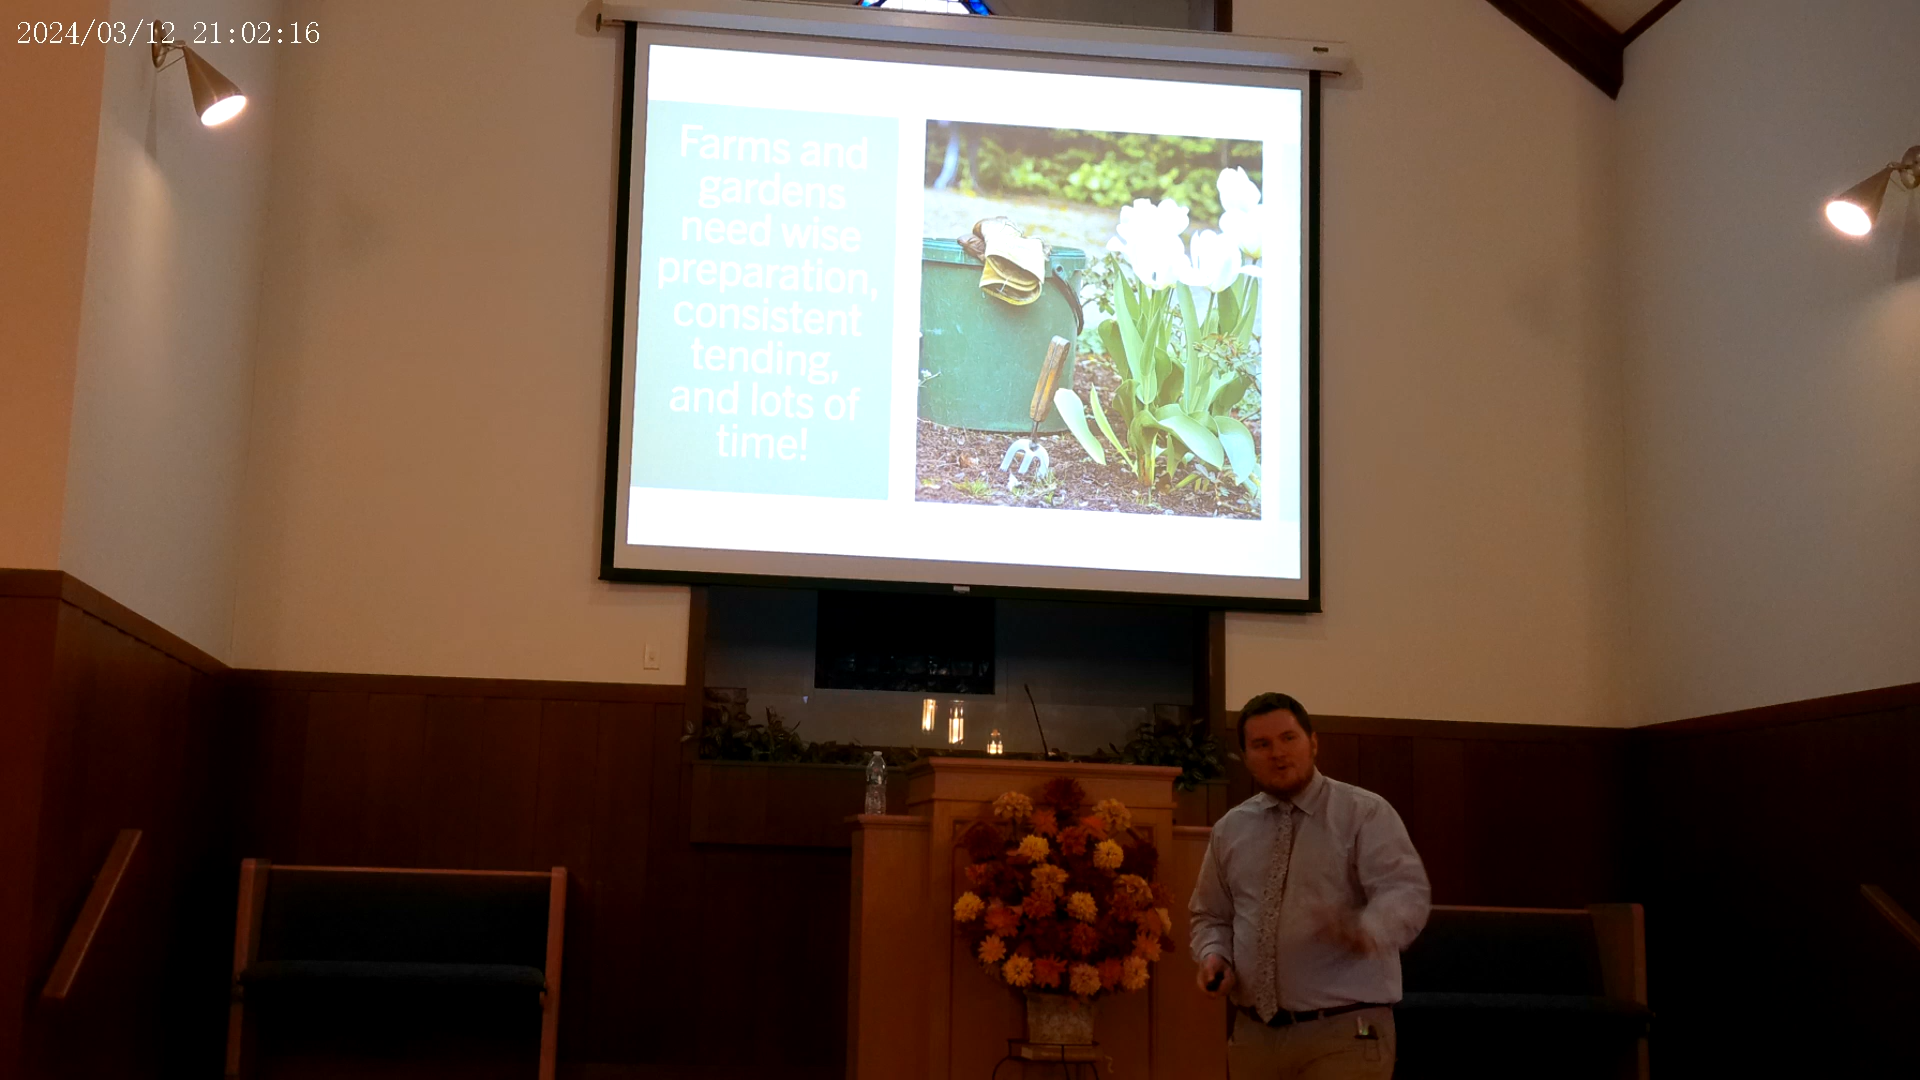 2024/03/12 21:02:16
Farms and
gardens
need wise
preparation,
consistent
tending,
and lots of
time!